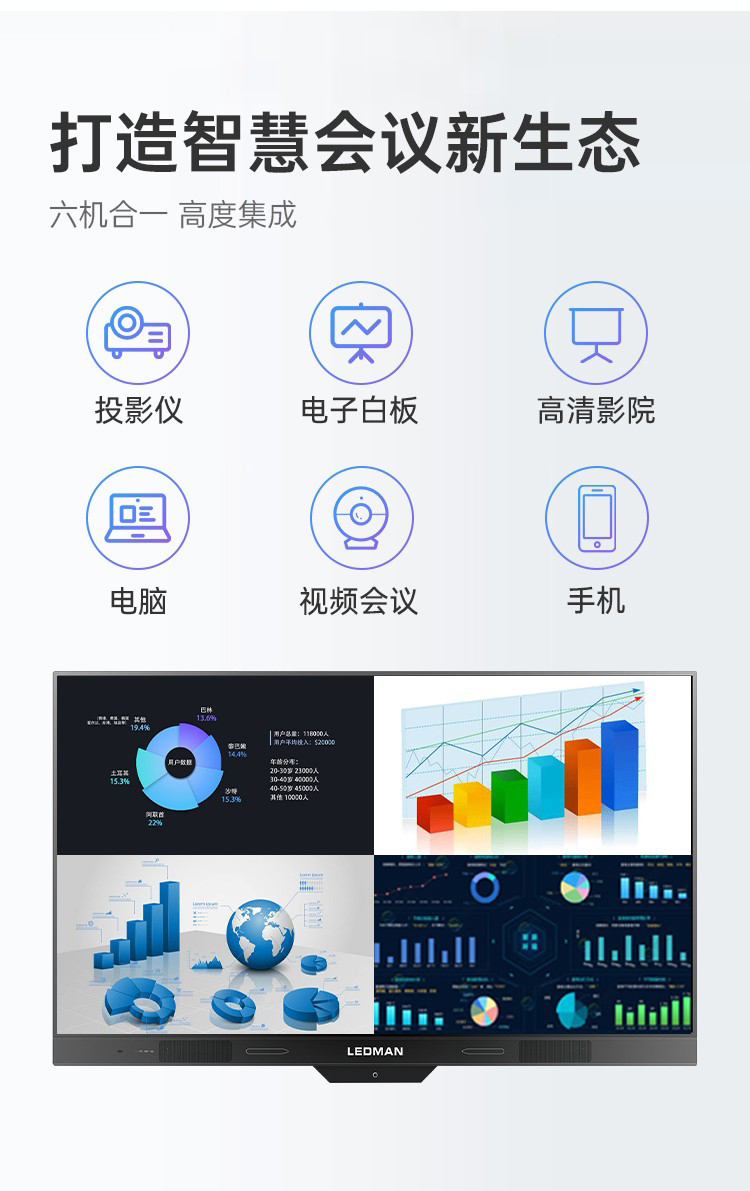 打造智慧会议新生态
六机合一 高度集成
投影仪
电子白板
高清影院
电脑
视频会议
手机
巴林
13.6%
其他
19.4%
黎巴嫩
14.4%
用户数据
土耳其
15.3%
沙特
15.3%
阿联酋
22%
用户总量：118000人
用户平均投入：$20000
年龄分布：
20-30岁 23000人
30-40岁 40000人
40-50岁 45000人
其他 10000人
Lorem ipsum
Lorem ipsum
LEDMAN